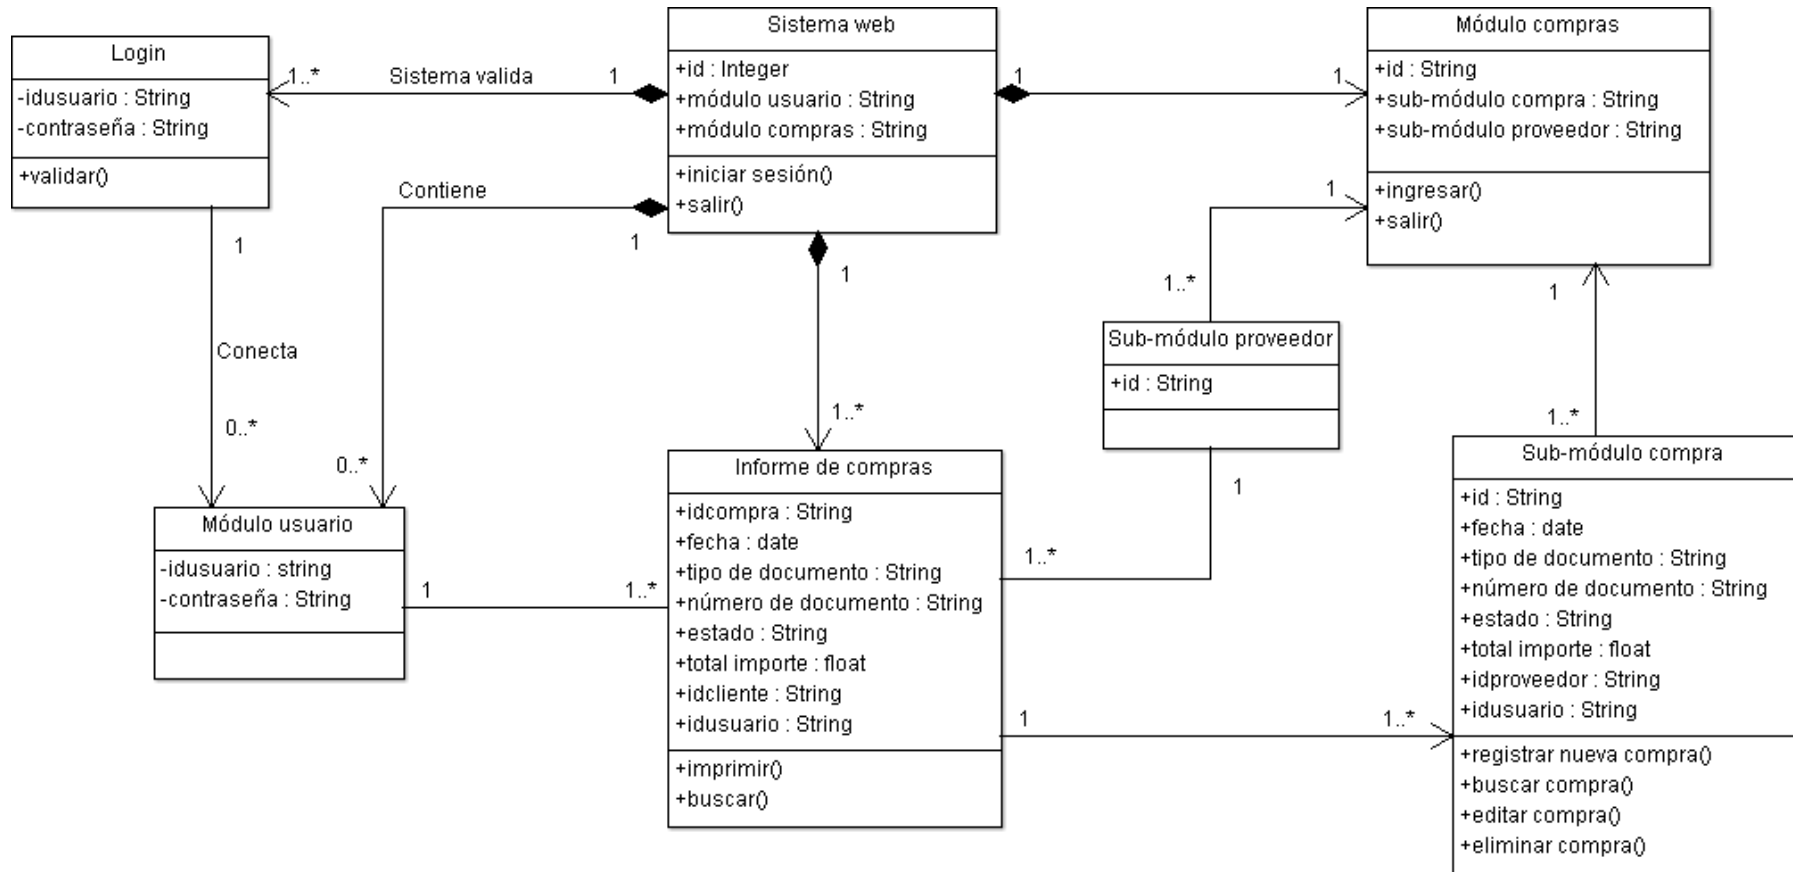 Login
-idusuario : String
-contraseña : String
+validar()
1..*
Sistema valida
1
Sistema web
+id : Integer
+módulo usuario : String
+módulo compras : String
+iniciar sesión()
+salir()
1
1
Módulo compras
+id : String
+sub-módulo compra : String
+sub-módulo proveedor : String
+ingresar()
+salir()
Contiene
1
1
1
1
1..*
1
Conecta
0..*
0..*
1..*
Sub-módulo proveedor
+id : String
1
1..*
1..*
Módulo usuario
-idusuario : string
-contraseña : String
1
1..*
Informe de compras
+idcompra : String
+fecha : date
+tipo de documento : String
+número de documento : String
+estado : String
+total importe : float
+idcliente : String
+idusuario : String
+imprimir()
+buscar()
1
1..*
Sub-módulo compra
+id : String
+fecha : date
+tipo de documento : String
+número de documento : String
+estado : String
+total importe : float
+idproveedor : String
+idusuario : String
+registrar nueva compra()
+buscar compra()
+editar compra()
+eliminar compra()